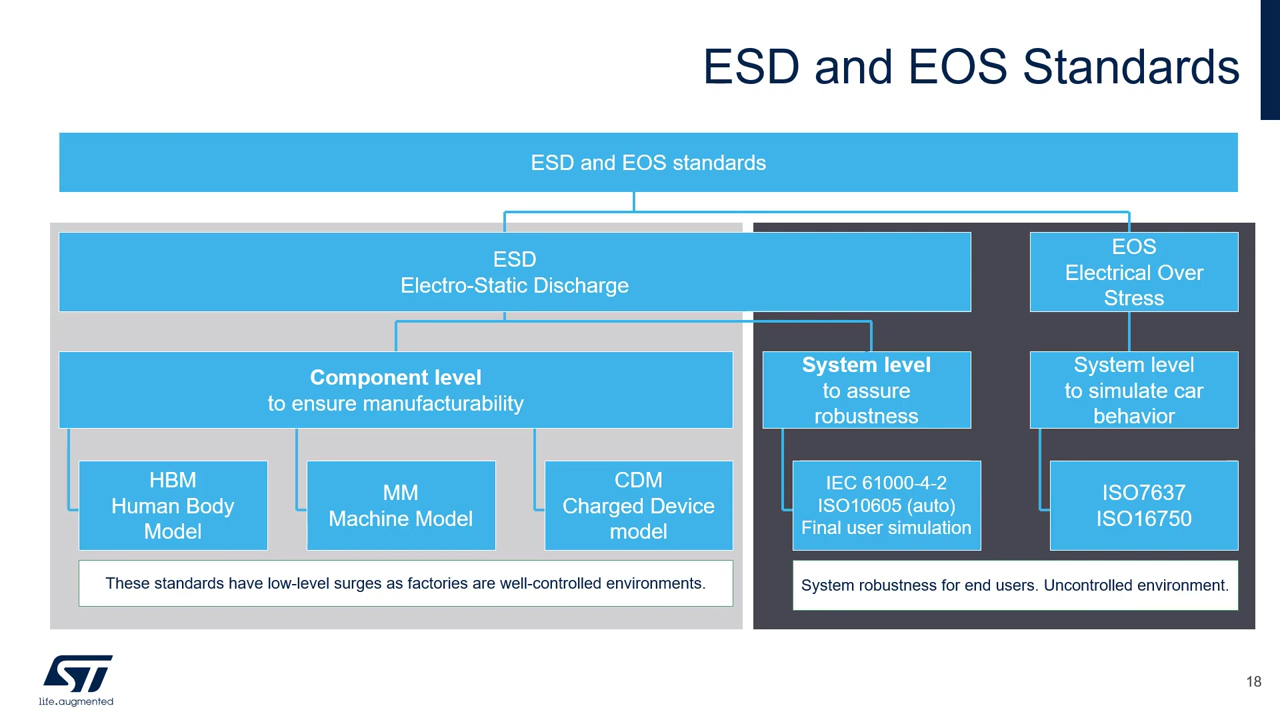 ESD and EOS Standards
ESD and EOS standards
ESD
Electro-Static Discharge
EOS
Electrical Over
Stress
Component level
to ensure manufacturability
System level
to assure
robustness
System level
to simulate car
behavior
HBM
Human Body
Model
MM
Machine Model
CDM
Charged Device
model
IEC 61000-4-2
ISO10605 (auto)
Final user simulation
ISO7637
ISO16750
These standards have low-level surges as factories are well-controlled environments.
System robustness for end users. Uncontrolled environment.
ST
life.augmented
18